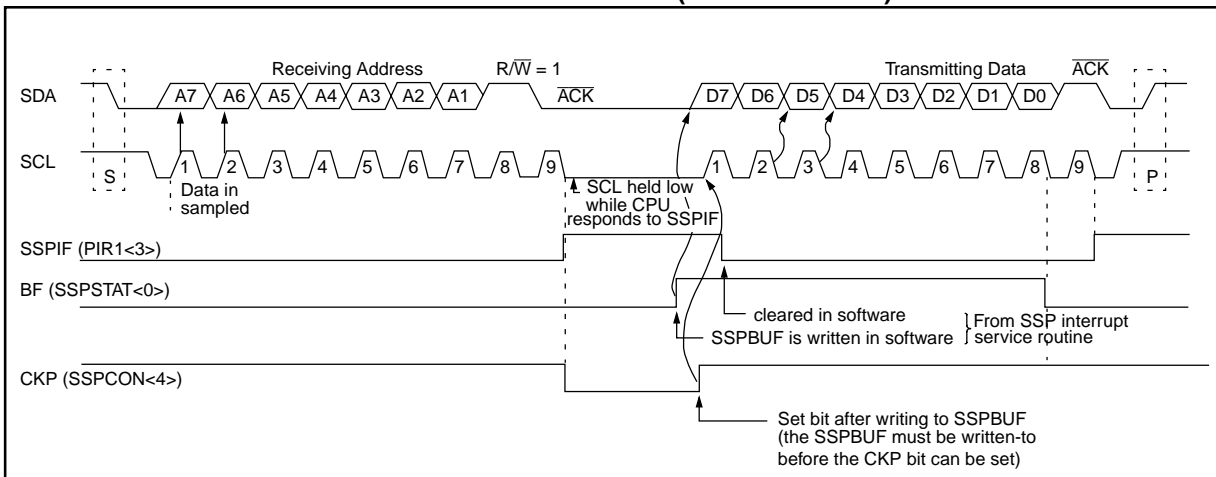 Receiving Address R/W = 1 Transmitting Data ACK
SDA A7 A6 A5 A4 A3 A2 A1 ACK D7 D6 D5 D4 D3 D2 D1 D0
SCL S 1 2 3 4 5 6 7 8 9 1 2 3 4 5 6 7 8 9 P
Data in
sampled
SCL held low
while CPU
responds to SSPIF
SSPIF (PIR1<3>)
BF (SSPSTAT<0>)
cleared in software
SSPBUF is written in software
From SSP interrupt
service routine
CKP (SSPCON<4>)
Set bit after writing to SSPBUF
(the SSPBUF must be written-to
before the CKP bit can be set)